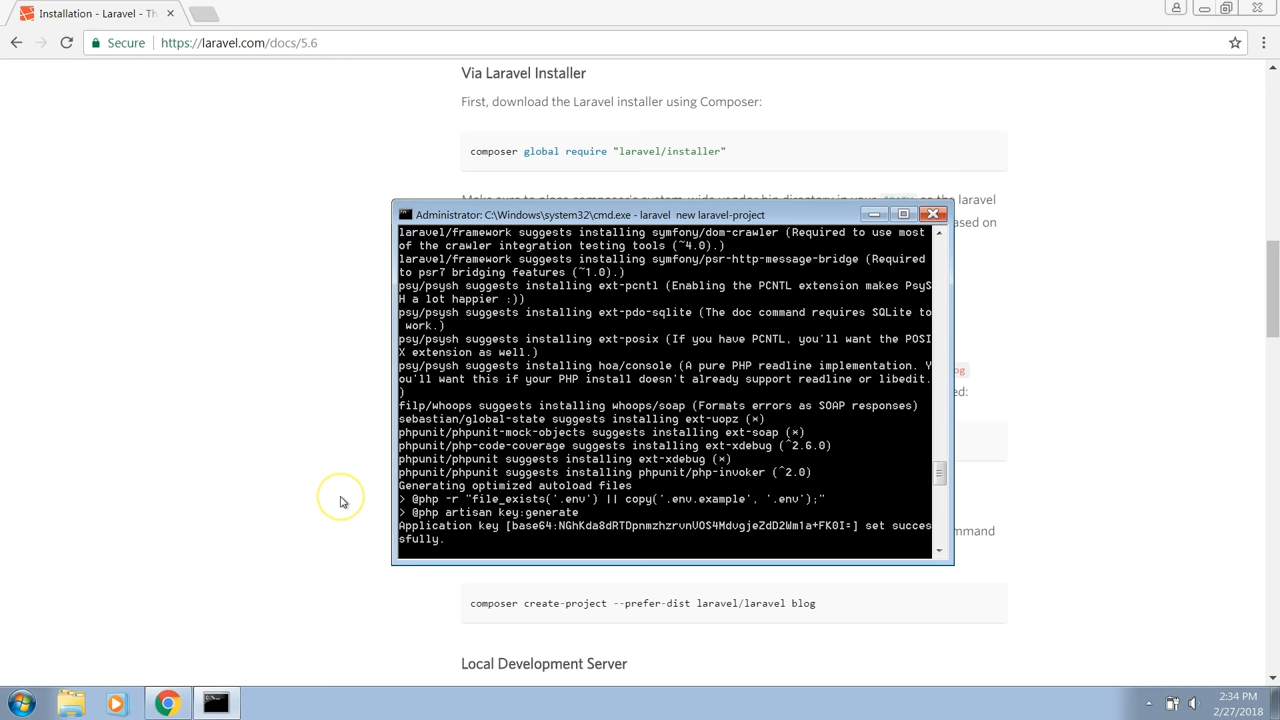 Installation - Laravel - Th
Secure
https://laravel.com/docs/5.6
Via Laravel Installer
First, download the Laravel installer using Composer:
composer global require "laravel/installer"
so the laravel
ased on
Administrator: C:\Windows\system32\cmd.exe - laravel new laravel-project
laravel/framework suggests installing symfony/dom-crawler (Required to use most
of the crawler integration testing tools (~4.0).)
laravel/framework suggests installing symfony/psr-http-message-bridge (Required
to psr7 bridging features (~1.0).)
psy/psysh suggests installing ext-pcntl (Enabling the PCNTL extension makes PsyS
H a lot happier :))
psy/psysh suggests installing ext-pdo-sqlite (The doc command requires SQLite to
work.)
psy/psysh suggests installing ext-posix (If you have PCNTL, you'll want the POSI
X extension as well.)
psy/psysh suggests installing hoa/console (A pure PHP readline implementation. Y
ou'll want this if your PHP install doesn't already support readline or libedit.
)
filp/whoops suggests installing whoops/soap (Formats errors as SOAP responses)
sebastian/global-state suggests installing ext-uopz (*)
phpunit/phpunit-mock-objects suggests installing ext-soap (*)
phpunit/php-code-coverage suggests installing ext-xdebug (^2.6.0)
phpunit/phpunit suggests installing ext-xdebug (*)
phpunit/phpunit suggests installing phpunit/php-invoker (^2.0)
Generating optimized autoload files
> @php -r "file_exists('.env') || copy('.env.example', '.env');"
> @php artisan key:generate
Application key [base64:NGhKda8dRTDpnmzhzrvnVOS4MdvgjeZdD2Wm1a+FK0I=] set succes
sfully.
og
ed:
mmand
composer create-project --prefer-dist laravel/laravel blog
Local Development Server
2:34 PM
2/27/2018